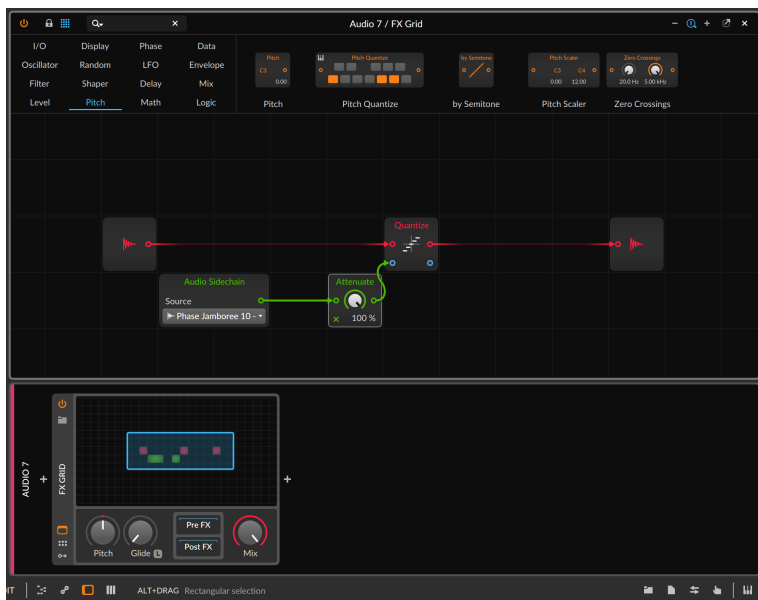 Audio 7 / FX Grid
I/O
Display
Phase
Data
Oscillator
Random
LFO
Envelope
Filter
Shaper
Delay
Mix
Level
Pitch
Math
Logic
Pitch
C3
0.00
Pitch
Pitch Quantize
Pitch Quantize
by Semitone
by Semitone
Pitch Scaler
C3
C4
0.00
12.00
Pitch Scaler
Zero Crossings
20.0 Hz
5.00 kHz
Zero Crossings
Quantize
Audio Sidechain
Source
Phase Jamboree 10 -
Attenuate
100 %
AUDIO 7
FX GRID
Pitch
Glide
L
Pre FX
Post FX
Mix
ALT+DRAG Rectangular selection